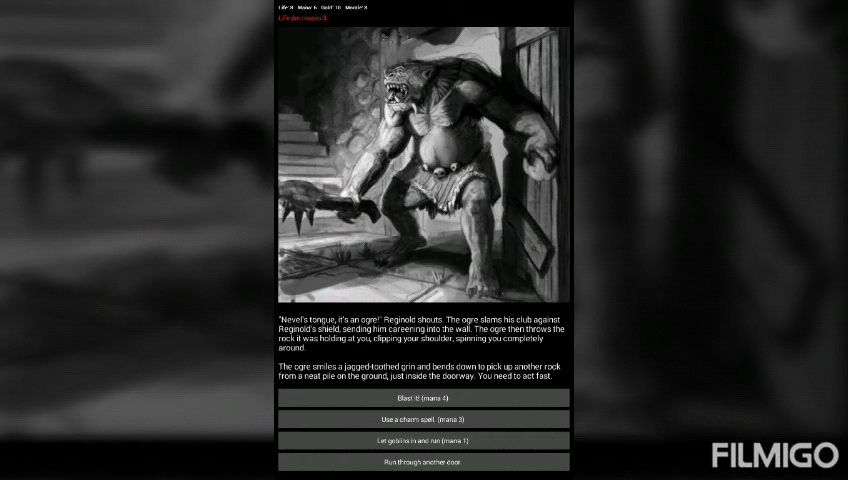 Life: 8 Mana: 6 Gold: 10 Morale: 8
Life decreases 3.
"Nevel's tongue, it's an ogre!" Reginold shouts. The ogre slams his club against
Reginold's shield, sending him careening into the wall. The ogre then throws the
rock it was holding at you, clipping your shoulder, spinning you completely
around.
The ogre smiles a jagged-toothed grin and bends down to pick up another rock
from a neat pile on the ground, just inside the doorway. You need to act fast.
Blast it! (mana 4)
Use a charm spell. (mana 3)
Let goblins in and run (mana 1)
Run through another door.
FILMIGO